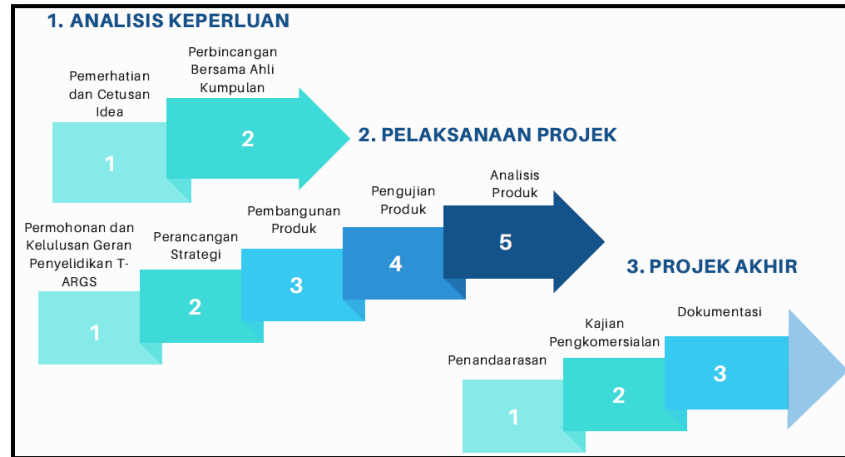 1. ANALISIS KEPERLUAN
Pemerhatian
dan Cetusan
Idea
1
Perbincangan
Bersama Ahli
Kumpulan
2
2. PELAKSANAAN PROJEK
Permohonan dan
Kelulusan Geran
Penyelidikan T-
ARGS
1
Perancangan
Strategi
2
Pembangunan
Produk
3
Pengujian
Produk
4
Analisis
Produk
5
3. PROJEK AKHIR
Penandaarasan
1
Kajian
Pengkomersialan
2
Dokumentasi
3